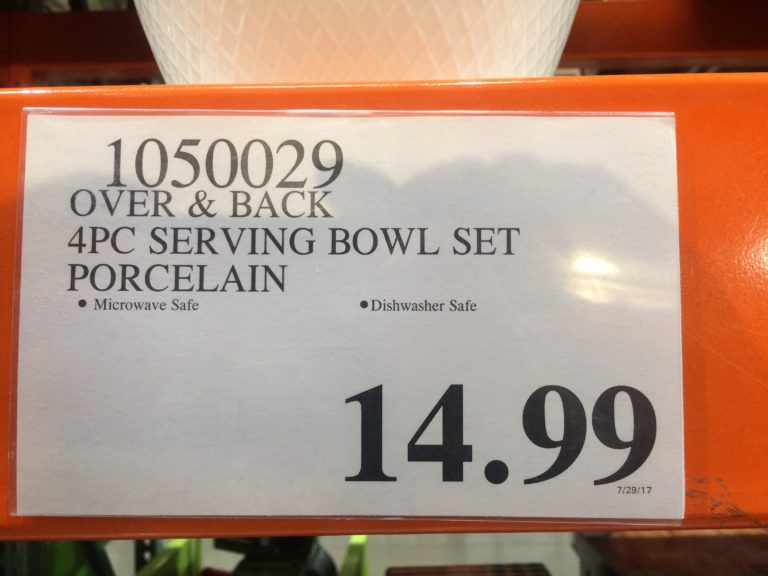 1050029
OVER & BACK
4PC SERVING BOWL SET
PORCELAIN
• Microwave Safe •Dishwasher Safe
14.99
7/29/17